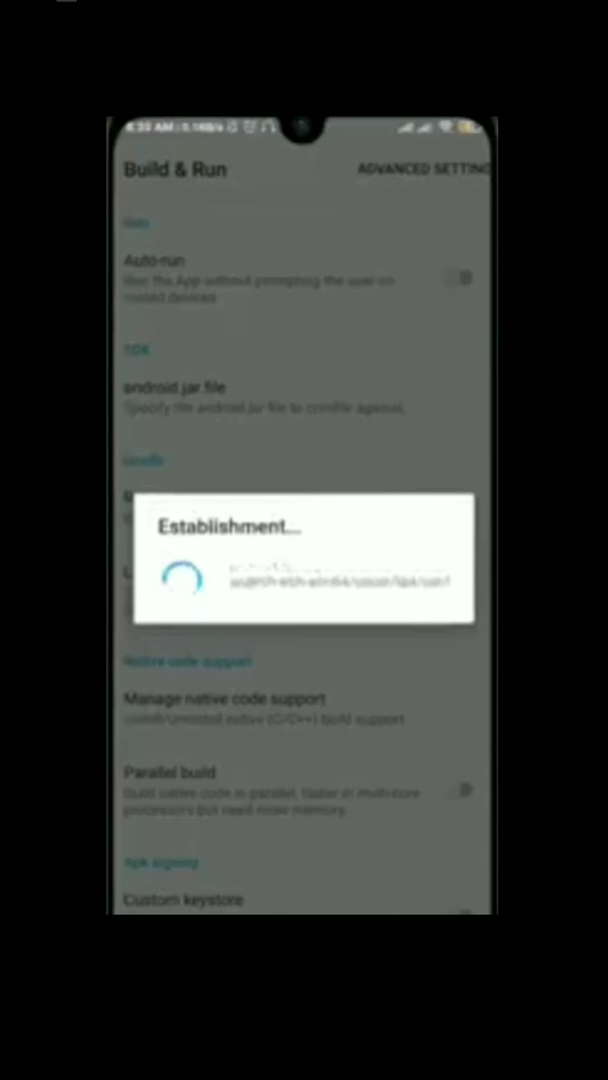 Build & Run
ADVANCED SETTING
Run
Auto-run
Run the App without prompting the user on
rooted devices
android.jar file
Specify the android.jar file to compile against.
Establishment...
Native code support
Manage native code support
native (C/C++) build support
Parallel build
Build native code in parallel, faster in multi-core
processors but need more memory.
Apk signing
Custom keystore